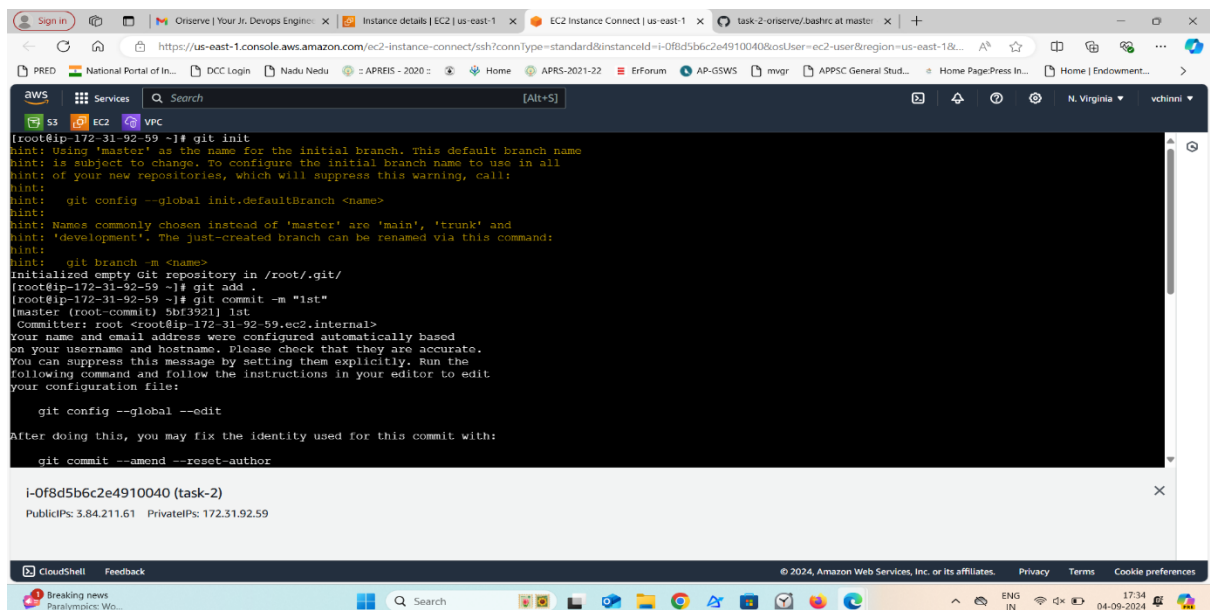 Sign in
Oriserve | Your Jr. Devops Enginee
Instance details | EC2 | us-east-1
EC2 Instance Connect | us-east-1
task-2-oriserve/.bashrc at master
https://us-east-1.console.aws.amazon.com/ec2-instance-connect/ssh?connType=standard&instanceId=i-0f8d5b6c2e4910040&osUser=ec2-user&region=us-east-1&...
PRED
National Portal of In...
DCC Login
Nadu Nedu
:: APREIS - 2020 ::
Home
APRS-2021-22
ErForum
AP-GSWS
mvgr
APPSC General Stud...
Home Page:Press In...
Home | Endowment...
aws
Services
Search
[Alt+S]
N. Virginia
vchinni
S3
EC2
VPC
[root@ip-172-31-92-59 ~]# git init
hint: Using 'master' as the name for the initial branch. This default branch name
hint: is subject to change. To configure the initial branch name to use in all
hint: of your new repositories, which will suppress this warning, call:
hint:
hint: git config --global init.defaultBranch <name>
hint:
hint: Names commonly chosen instead of 'master' are 'main', 'trunk' and
hint: 'development'. The just-created branch can be renamed via this command:
hint:
hint: git branch -m <name>
Initialized empty Git repository in /root/.git/
[root@ip-172-31-92-59 ~]# git add .
[root@ip-172-31-92-59 ~]# git commit -m "1st"
[master (root-commit) 5bf3921] 1st
Committer: root <root@ip-172-31-92-59.ec2.internal>
Your name and email address were configured automatically based
on your username and hostname. Please check that they are accurate.
You can suppress this message by setting them explicitly. Run the
following command and follow the instructions in your editor to edit
your configuration file:
git config --global --edit
After doing this, you may fix the identity used for this commit with:
git commit --amend --reset-author
i-0f8d5b6c2e4910040 (task-2)
PublicIPs: 3.84.211.61 PrivateIPs: 172.31.92.59
CloudShell
Feedback
© 2024, Amazon Web Services, Inc. or its affiliates.
Privacy
Terms
Cookie preferences
Breaking news
Paralympics: Wo...
Search
ENG
IN
17:34
04-09-2024